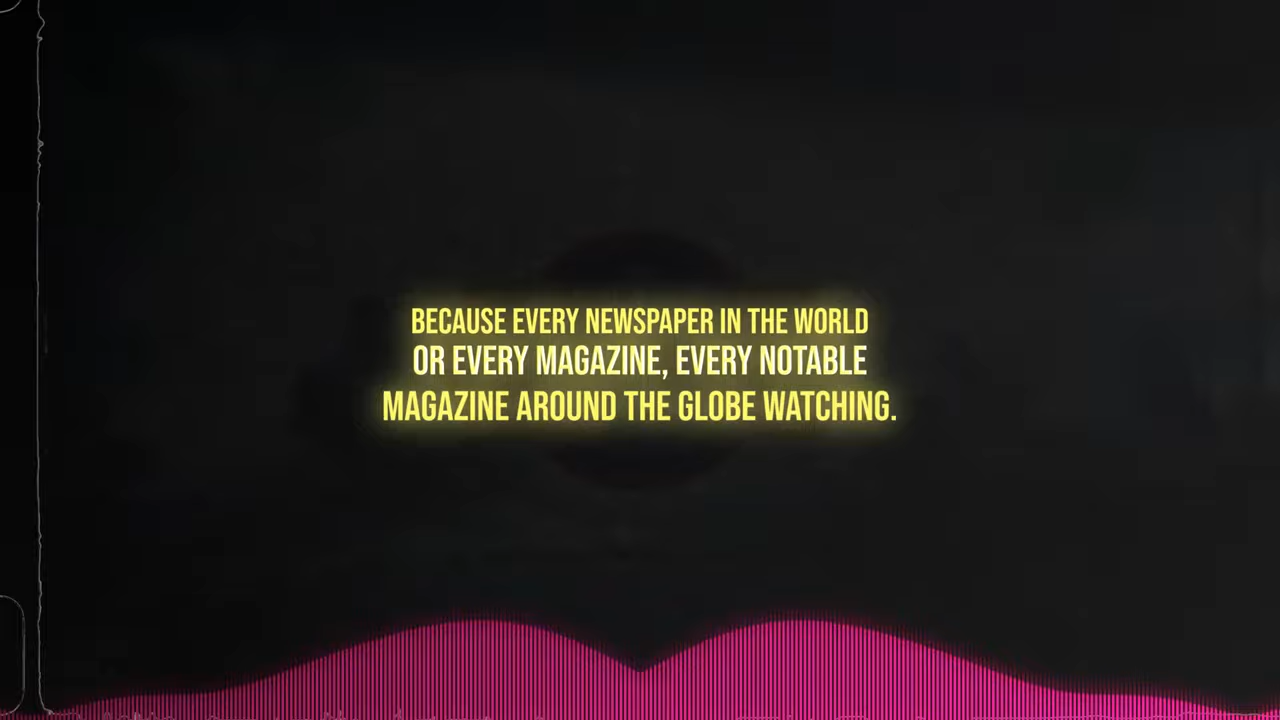 BECAUSE EVERY NEWSPAPER IN THE WORLD
OR EVERY MAGAZINE, EVERY NOTABLE
MAGAZINE AROUND THE GLOBE WATCHING.